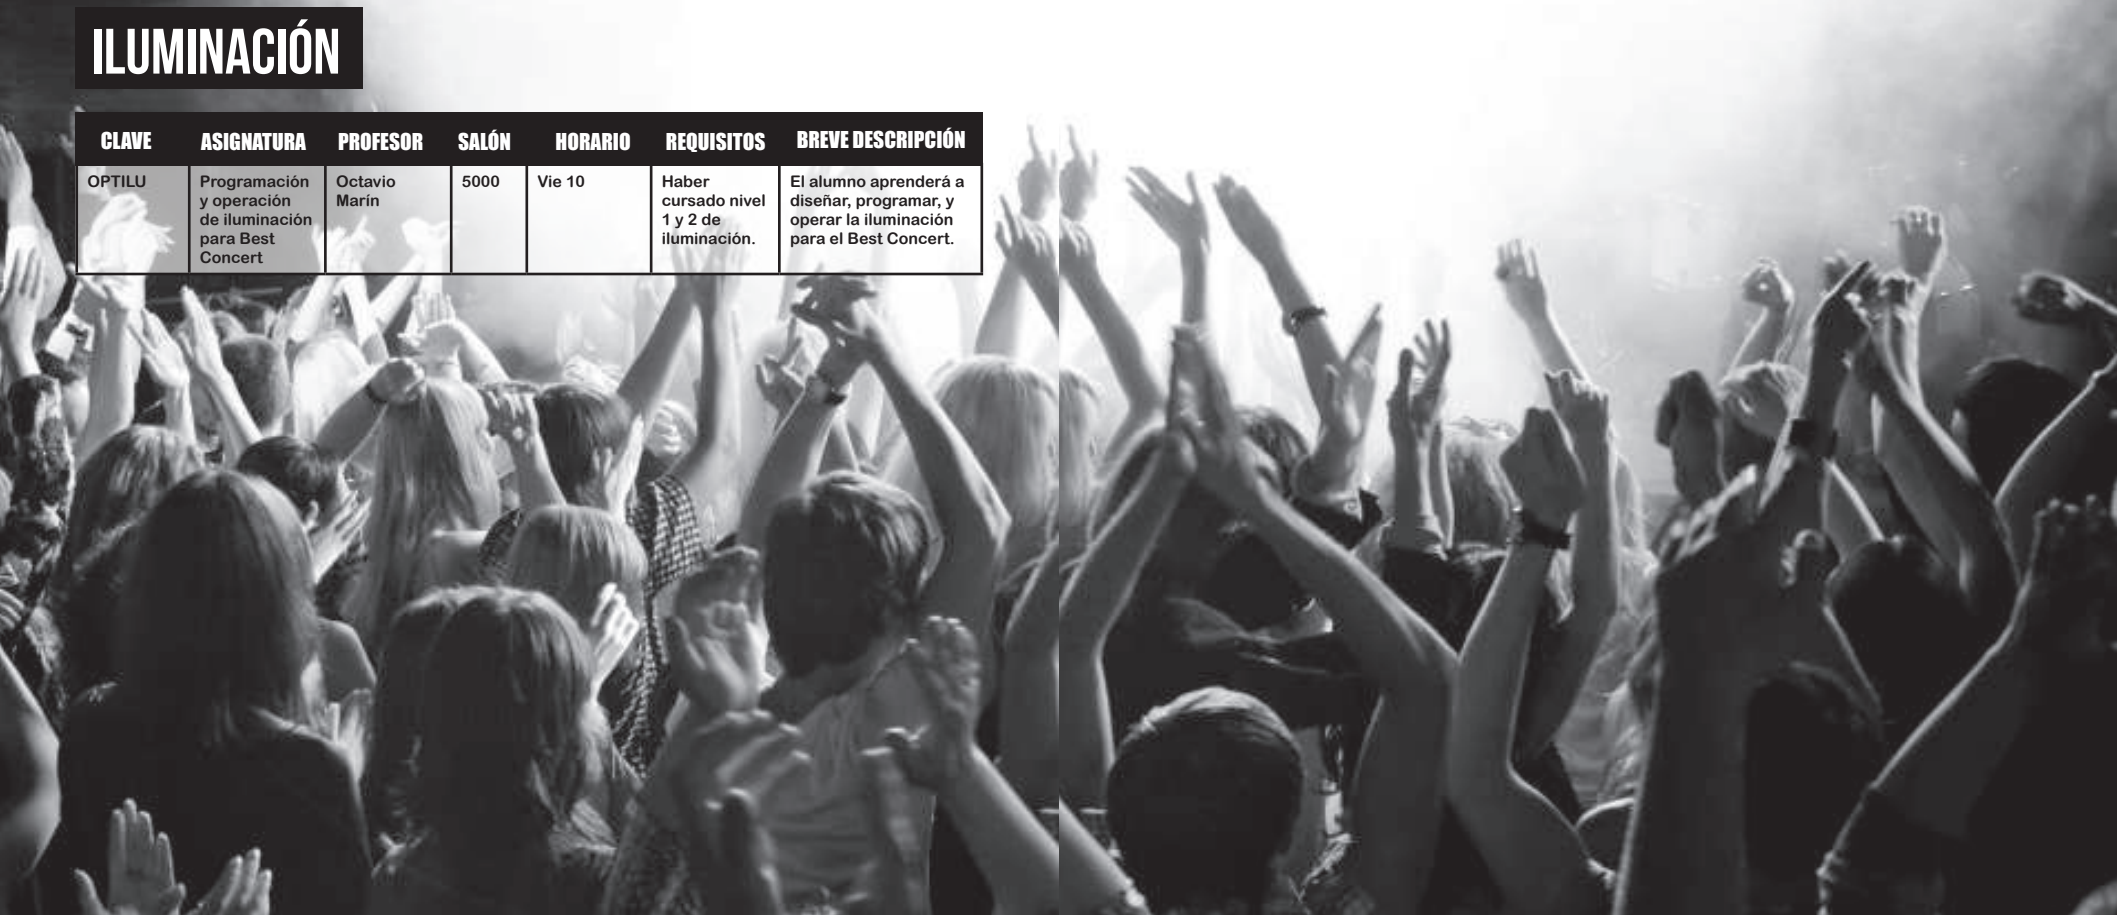 ILUMINACIÓN
CLAVE ASIGNATURA PROFESOR SALÓN HORARIO REQUISITOS BREVE DESCRIPCIÓN
OPTILU
Programación
y operación
de iluminación
para Best
Concert
Octavio
Marín
5000
Vie 10
Haber
cursado nivel
1 y 2 de
iluminación.
El alumno aprenderá a
diseñar, programar, y
operar la iluminación
para el Best Concert.